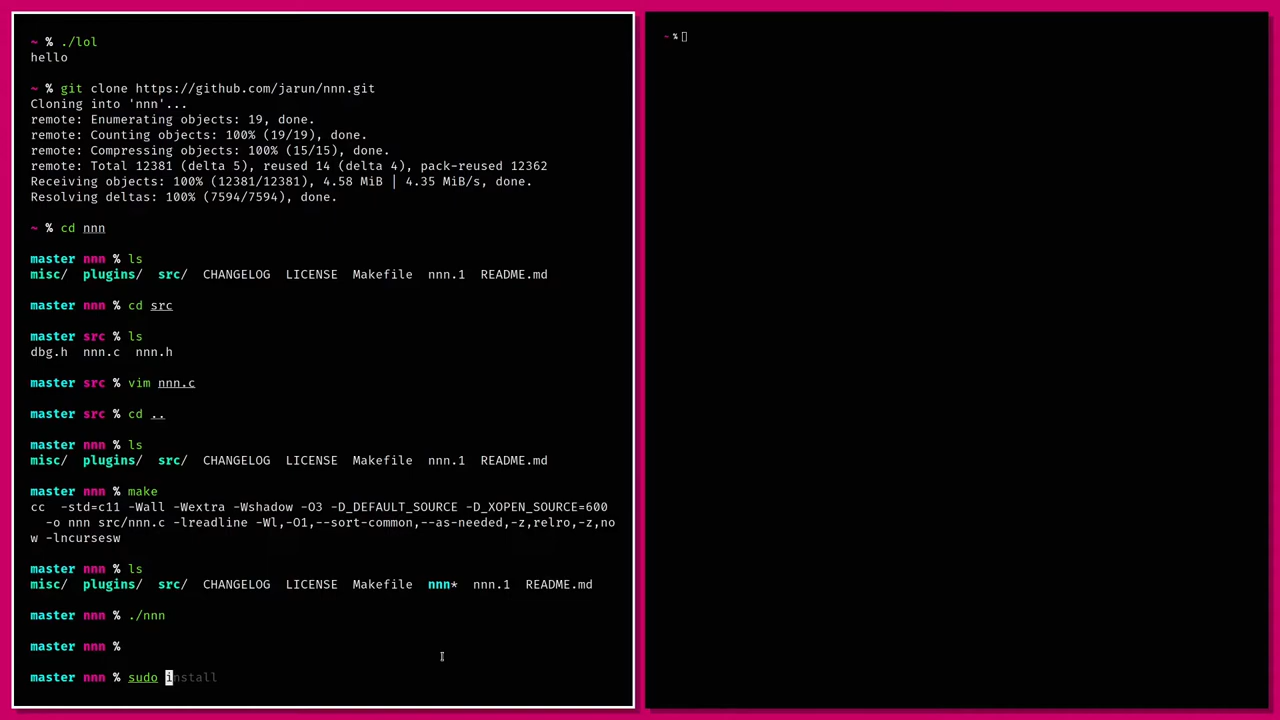 ~ % ./lol
hello
~ % git clone https://github.com/jarun/nnn.git
Cloning into 'nnn'...
remote: Enumerating objects: 19, done.
remote: Counting objects: 100% (19/19), done.
remote: Compressing objects: 100% (15/15), done.
remote: Total 12381 (delta 5), reused 14 (delta 4), pack-reused 12362
Receiving objects: 100% (12381/12381), 4.58 MiB | 4.35 MiB/s, done.
Resolving deltas: 100% (7594/7594), done.
~ % cd nnn
master nnn % ls
misc/  plugins/  src/  CHANGELOG  LICENSE  Makefile  nnn.1  README.md
master nnn % cd src
master src % ls
dbg.h  nnn.c  nnn.h
master src % vim nnn.c
master src % cd ..
master nnn % ls
misc/  plugins/  src/  CHANGELOG  LICENSE  Makefile  nnn.1  README.md
master nnn % make
cc  -std=c11 -Wall -Wextra -Wshadow -O3 -D_DEFAULT_SOURCE -D_XOPEN_SOURCE=600
-o nnn src/nnn.c -lreadline -Wl,-O1,--sort-common,--as-needed,-z,relro,-z,no
w -lncursesw
master nnn % ls
misc/  plugins/  src/  CHANGELOG  LICENSE  Makefile  nnn*  nnn.1  README.md
master nnn % ./nnn
master nnn %
master nnn % sudo install
~ %